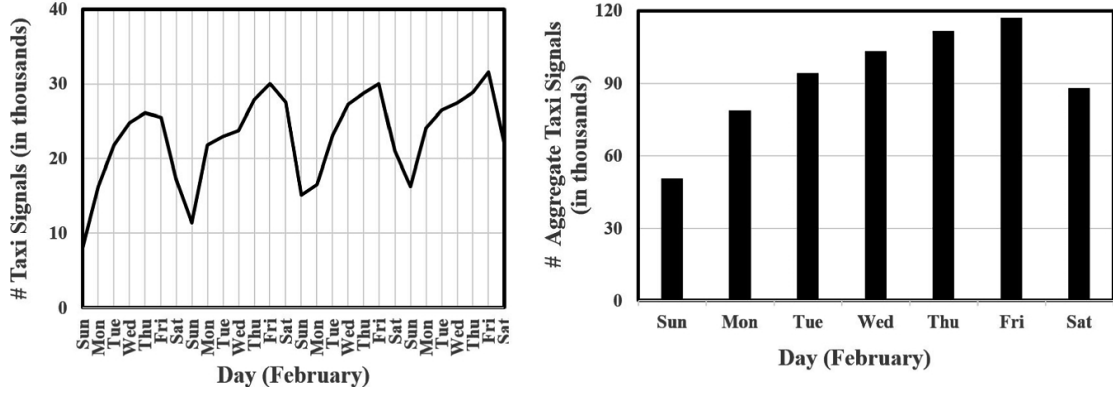 # Taxi Signals (in thousands)
40
30
20
10
0
Sun
Mon
Tue
Wed
Thu
Fri
Sat
Sun
Mon
Tue
Wed
Thu
Fri
Sat
Sun
Mon
Tue
Wed
Thu
Fri
Sat
Sun
Mon
Tue
Wed
Thu
Fri
Sat
Day (February)
# Aggregate Taxi Signals
(in thousands)
120
90
60
30
0
Sun Mon Tue Wed Thu Fri Sat
Day (February)